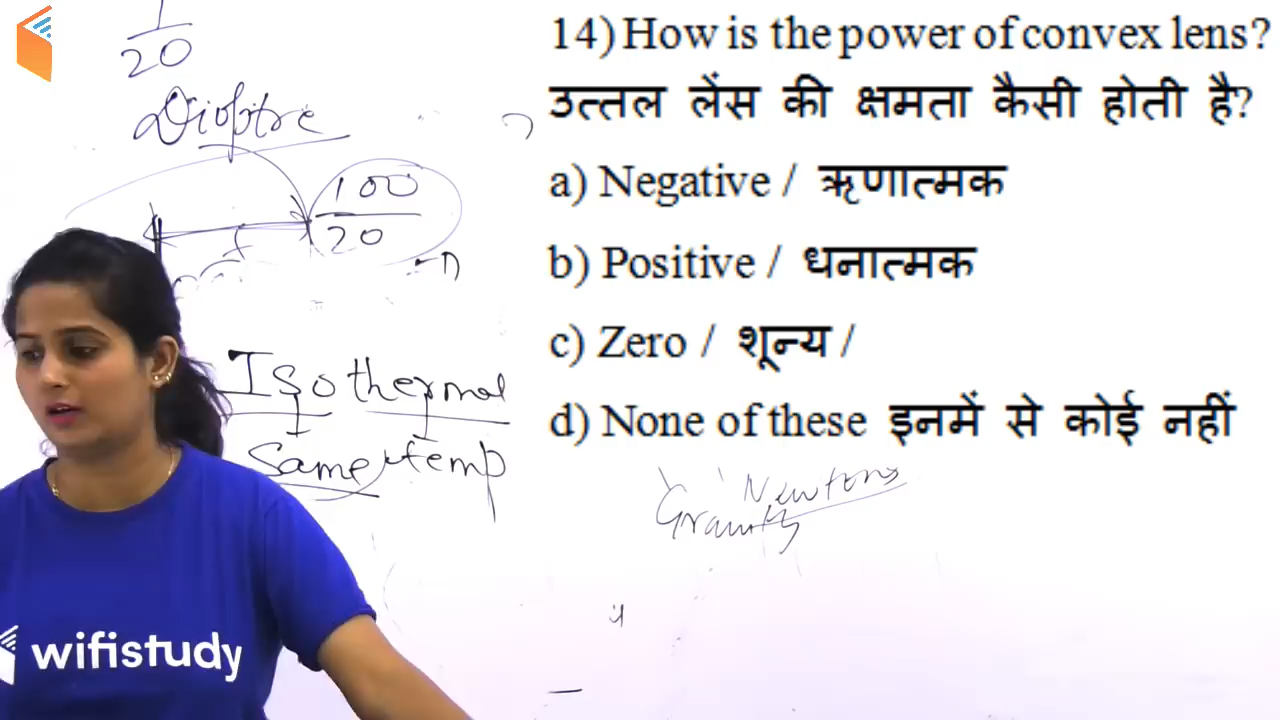 1
20
Dioptre
100
20
Isothermal
Same temp
14) How is the power of convex lens?
उत्तल लेंस की क्षमता कैसी होती है?
a) Negative / ऋणात्मक
b) Positive / धनात्मक
c) Zero / शून्य /
d) None of these इनमें से कोई नहीं
Newtons
Gravity
wifistudy